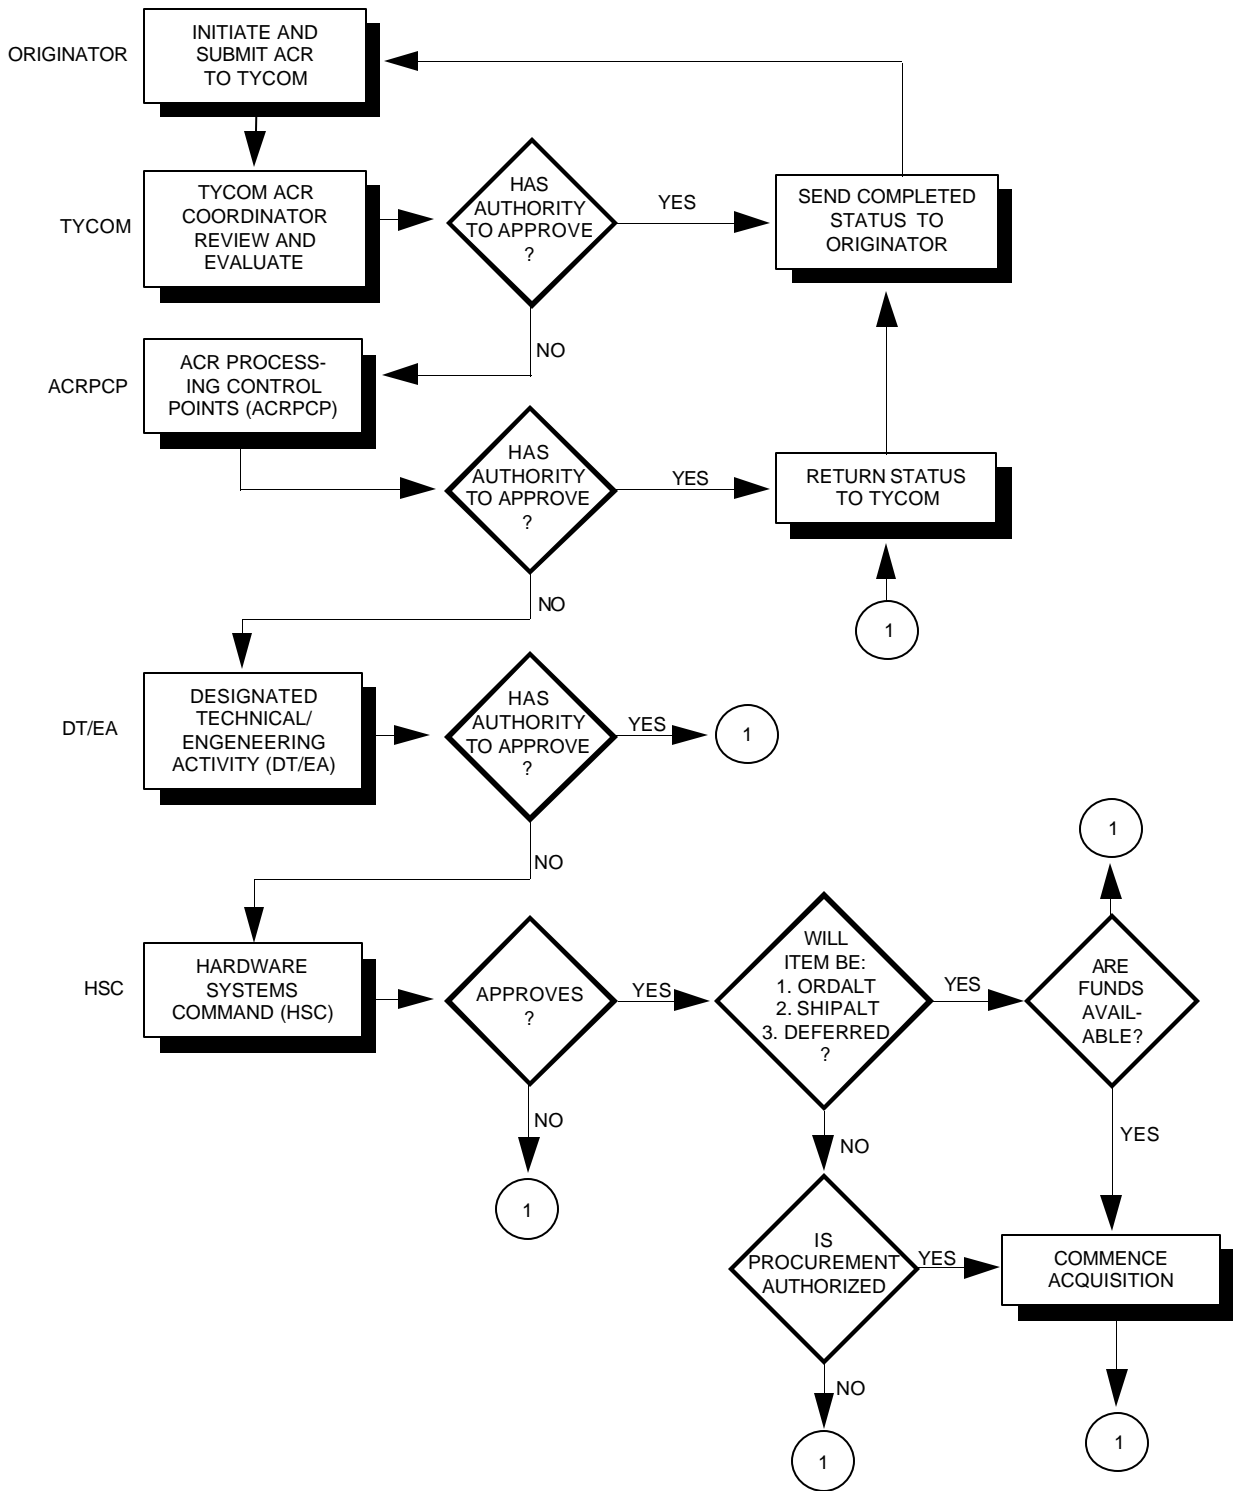 ORIGINATOR
INITIATE AND
SUBMIT ACR
TO TYCOM
TYCOM
TYCOM ACR
COORDINATOR
REVIEW AND
EVALUATE
HAS
AUTHORITY
TO APPROVE
?
YES
SEND COMPLETED
STATUS TO
ORIGINATOR
NO
ACRPCP
ACR PROCESS-
ING CONTROL
POINTS (ACRPCP)
HAS
AUTHORITY
TO APPROVE
?
YES
RETURN STATUS
TO TYCOM
NO
1
DT/EA
DESIGNATED
TECHNICAL/
ENGENEERING
ACTIVITY (DT/EA)
HAS
AUTHORITY
TO APPROVE
?
YES
1
NO
1
HSC
HARDWARE
SYSTEMS
COMMAND (HSC)
APPROVES
?
YES
WILL
ITEM BE:
1. ORDALT
2. SHIPALT
3. DEFERRED
?
YES
ARE
FUNDS
AVAIL-
ABLE?
NO
1
NO
YES
IS
PROCUREMENT
AUTHORIZED
YES
COMMENCE
ACQUISITION
NO
1
1